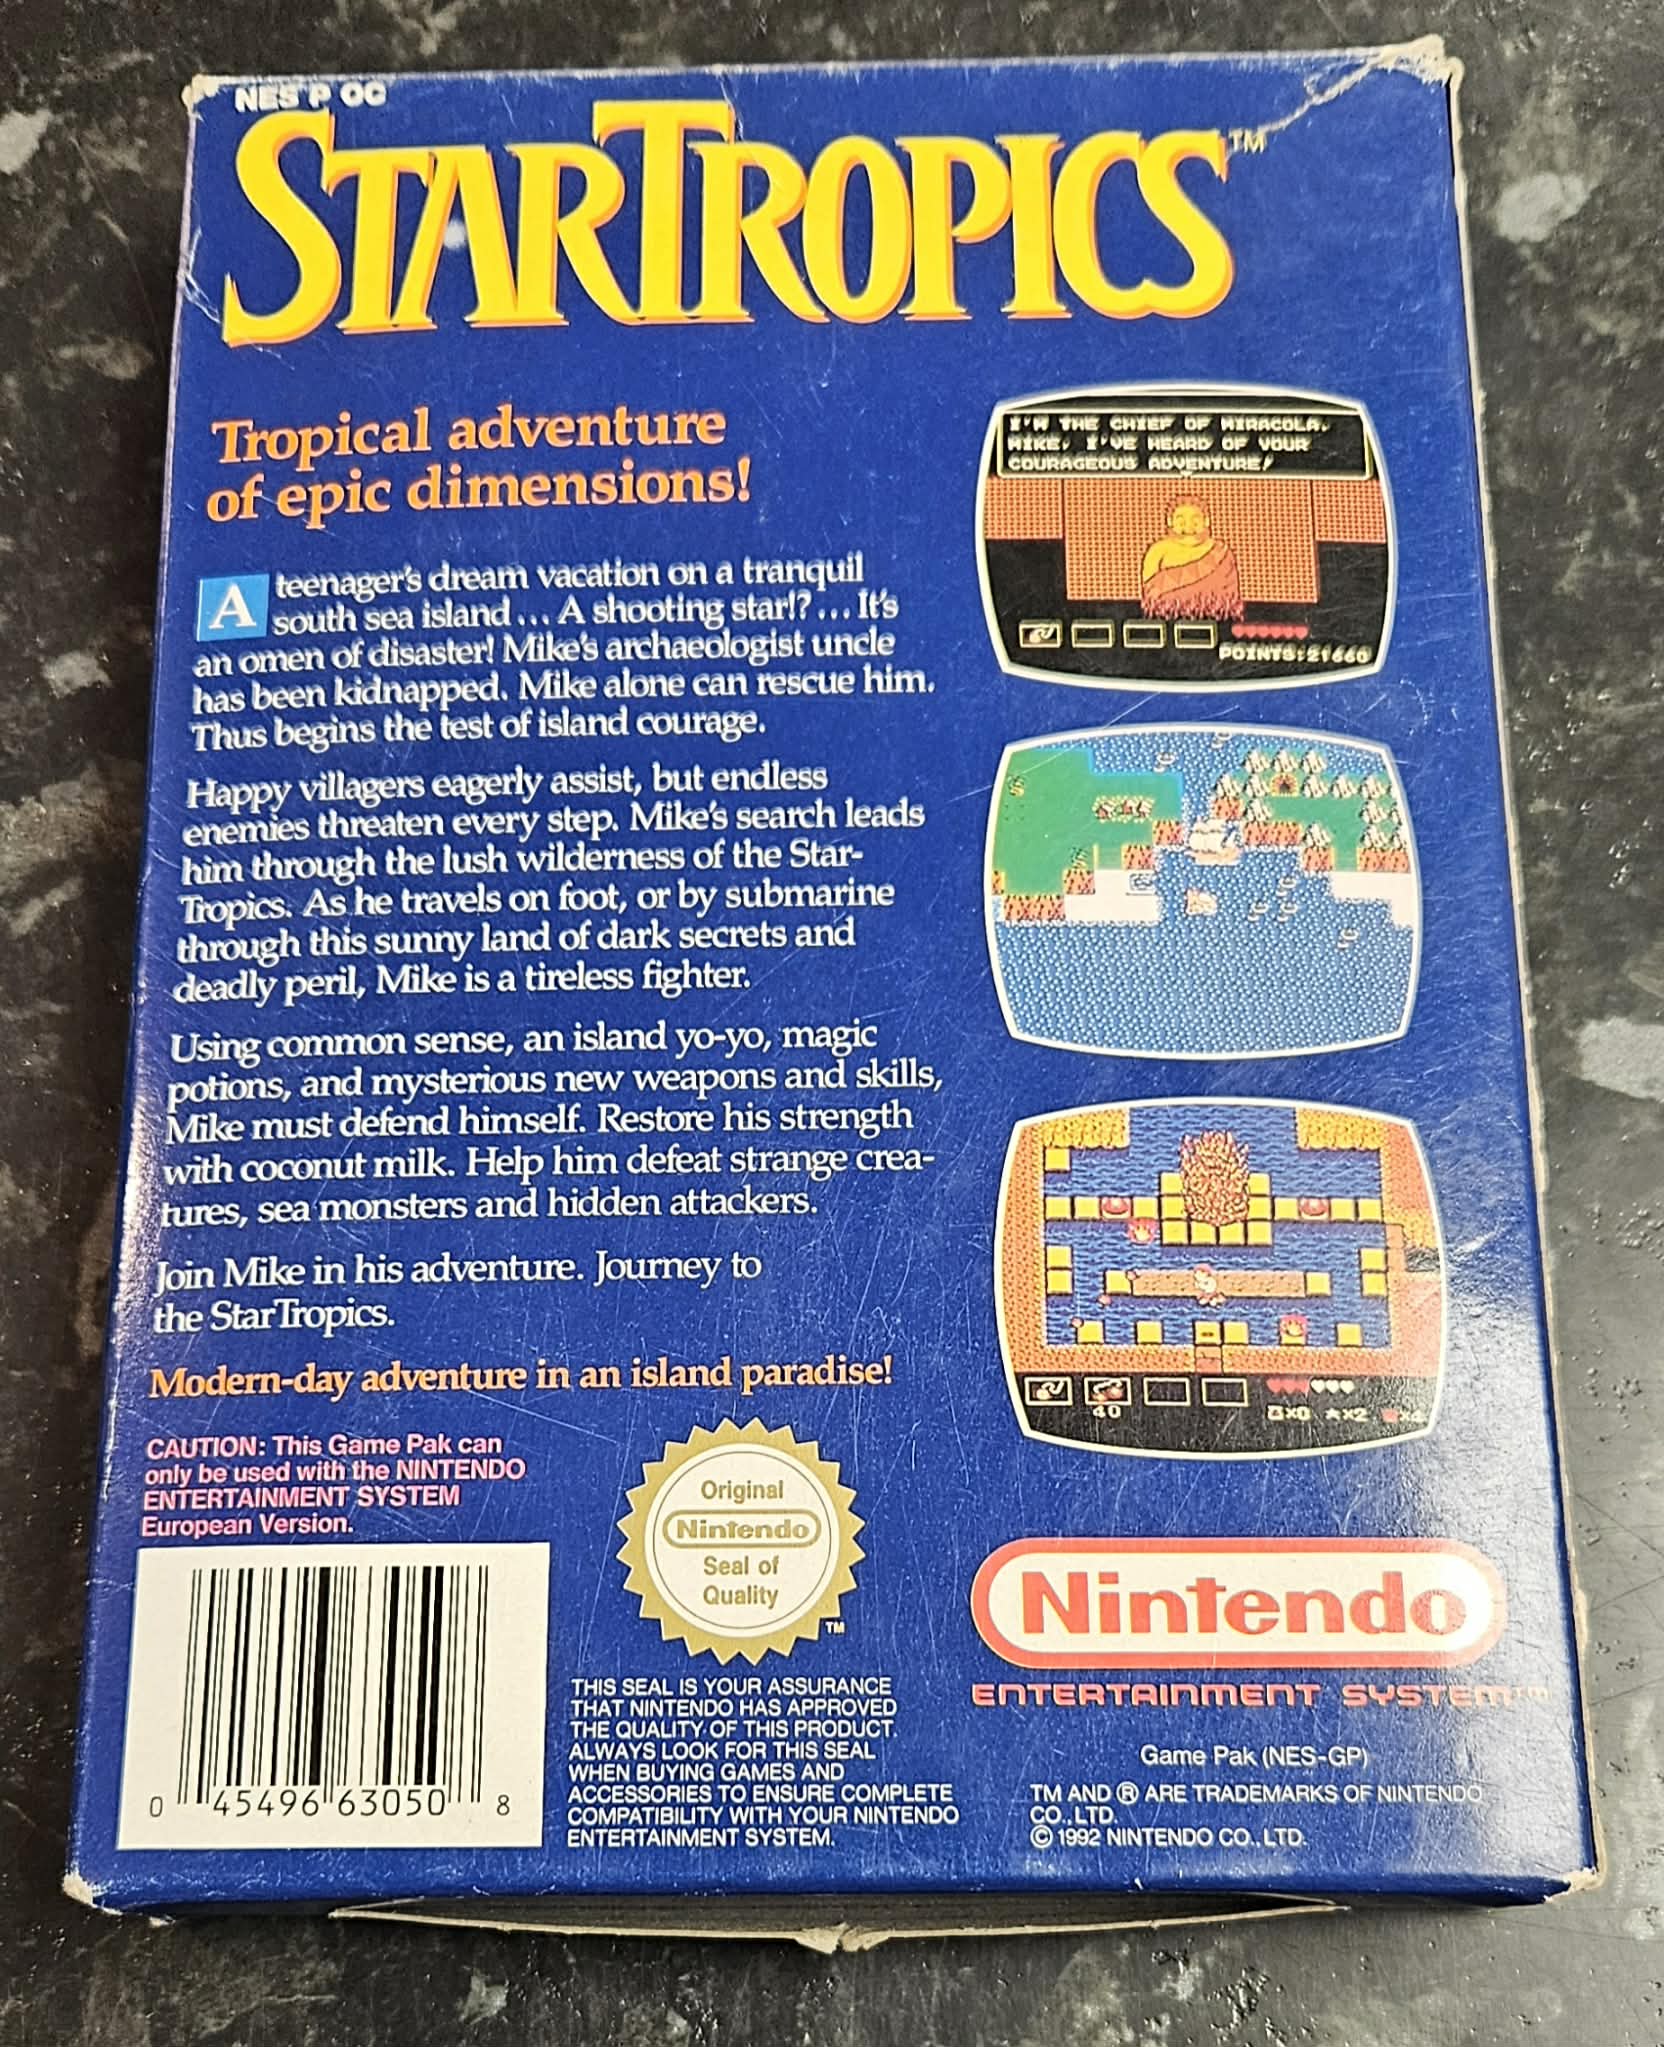 NES P OC
STARTROPICS™
Tropical adventure
of epic dimensions!
A teenager's dream vacation on a tranquil
south sea island ... A shooting star!? ... It's
an omen of disaster! Mike's archaeologist uncle
has been kidnapped. Mike alone can rescue him.
Thus begins the test of island courage.
Happy villagers eagerly assist, but endless
enemies threaten every step. Mike's search leads
him through the lush wilderness of the Star-
Tropics. As he travels on foot, or by submarine
through this sunny land of dark secrets and
deadly peril, Mike is a tireless fighter.
Using common sense, an island yo-yo, magic
potions, and mysterious new weapons and skills,
Mike must defend himself. Restore his strength
with coconut milk. Help him defeat strange crea-
tures, sea monsters and hidden attackers.
Join Mike in his adventure. Journey to
the StarTropics.
Modern-day adventure in an island paradise!
I'M THE CHIEF OF MIRACOLA.
MIKE, I'VE HEARD OF YOUR
COURAGEOUS ADVENTURE!
POINTS:21660
40
X0 ★X2 X4
CAUTION: This Game Pak can
only be used with the NINTENDO
ENTERTAINMENT SYSTEM
European Version.
0 45496 63050 8
Original
Nintendo
Seal of
Quality
TM
THIS SEAL IS YOUR ASSURANCE
THAT NINTENDO HAS APPROVED
THE QUALITY OF THIS PRODUCT.
ALWAYS LOOK FOR THIS SEAL
WHEN BUYING GAMES AND
ACCESSORIES TO ENSURE COMPLETE
COMPATIBILITY WITH YOUR NINTENDO
ENTERTAINMENT SYSTEM.
Nintendo
ENTERTAINMENT SYSTEM™
Game Pak (NES-GP)
TM AND ® ARE TRADEMARKS OF NINTENDO
CO., LTD.
© 1992 NINTENDO CO., LTD.